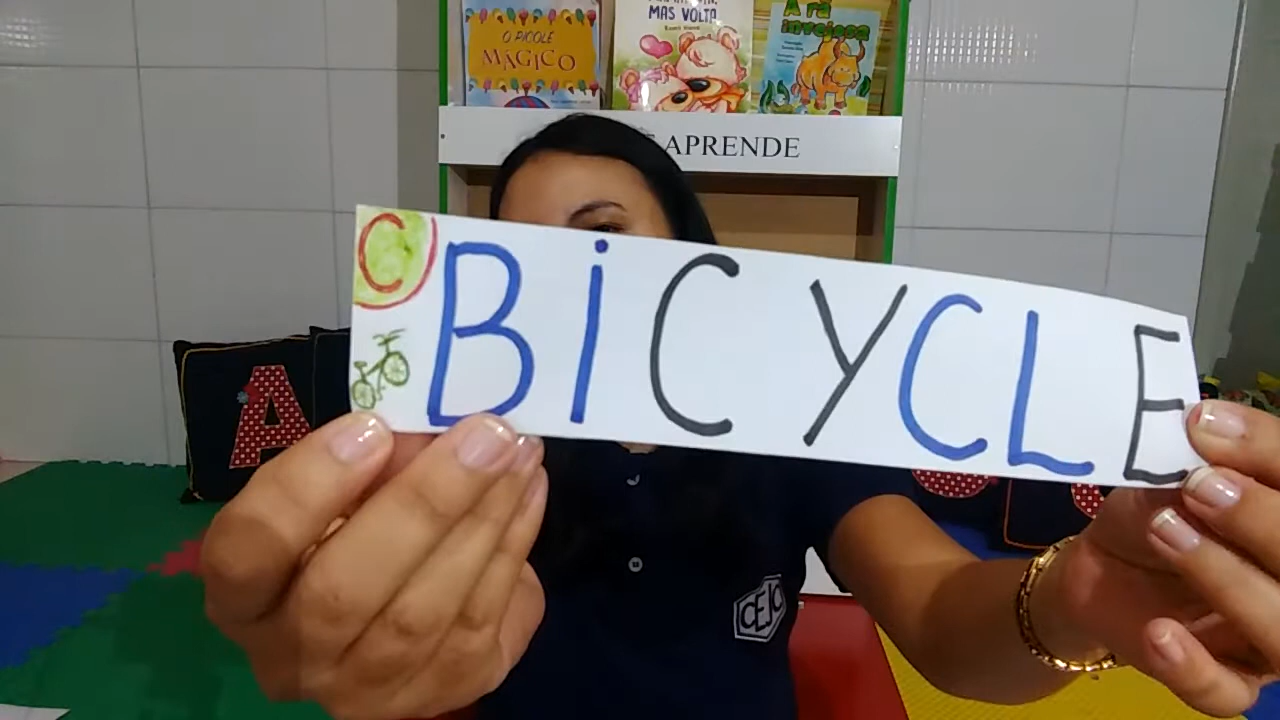 O PICOLÉ
MÁGICO
MAS VOLTA
A rã
invejosa
APRENDE
C
BiCYCLE
A
CEJC